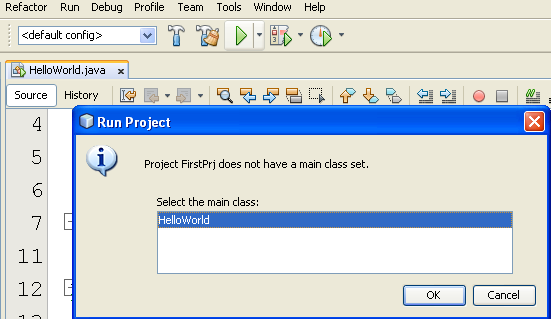 Refactor Run Debug Profile Team Tools Window Help
<default config>
HelloWorld.java x
Source History
4
5
6
7
11
12
Run Project
Project FirstPrj does not have a main class set.
Select the main class:
HelloWorld
OK Cancel